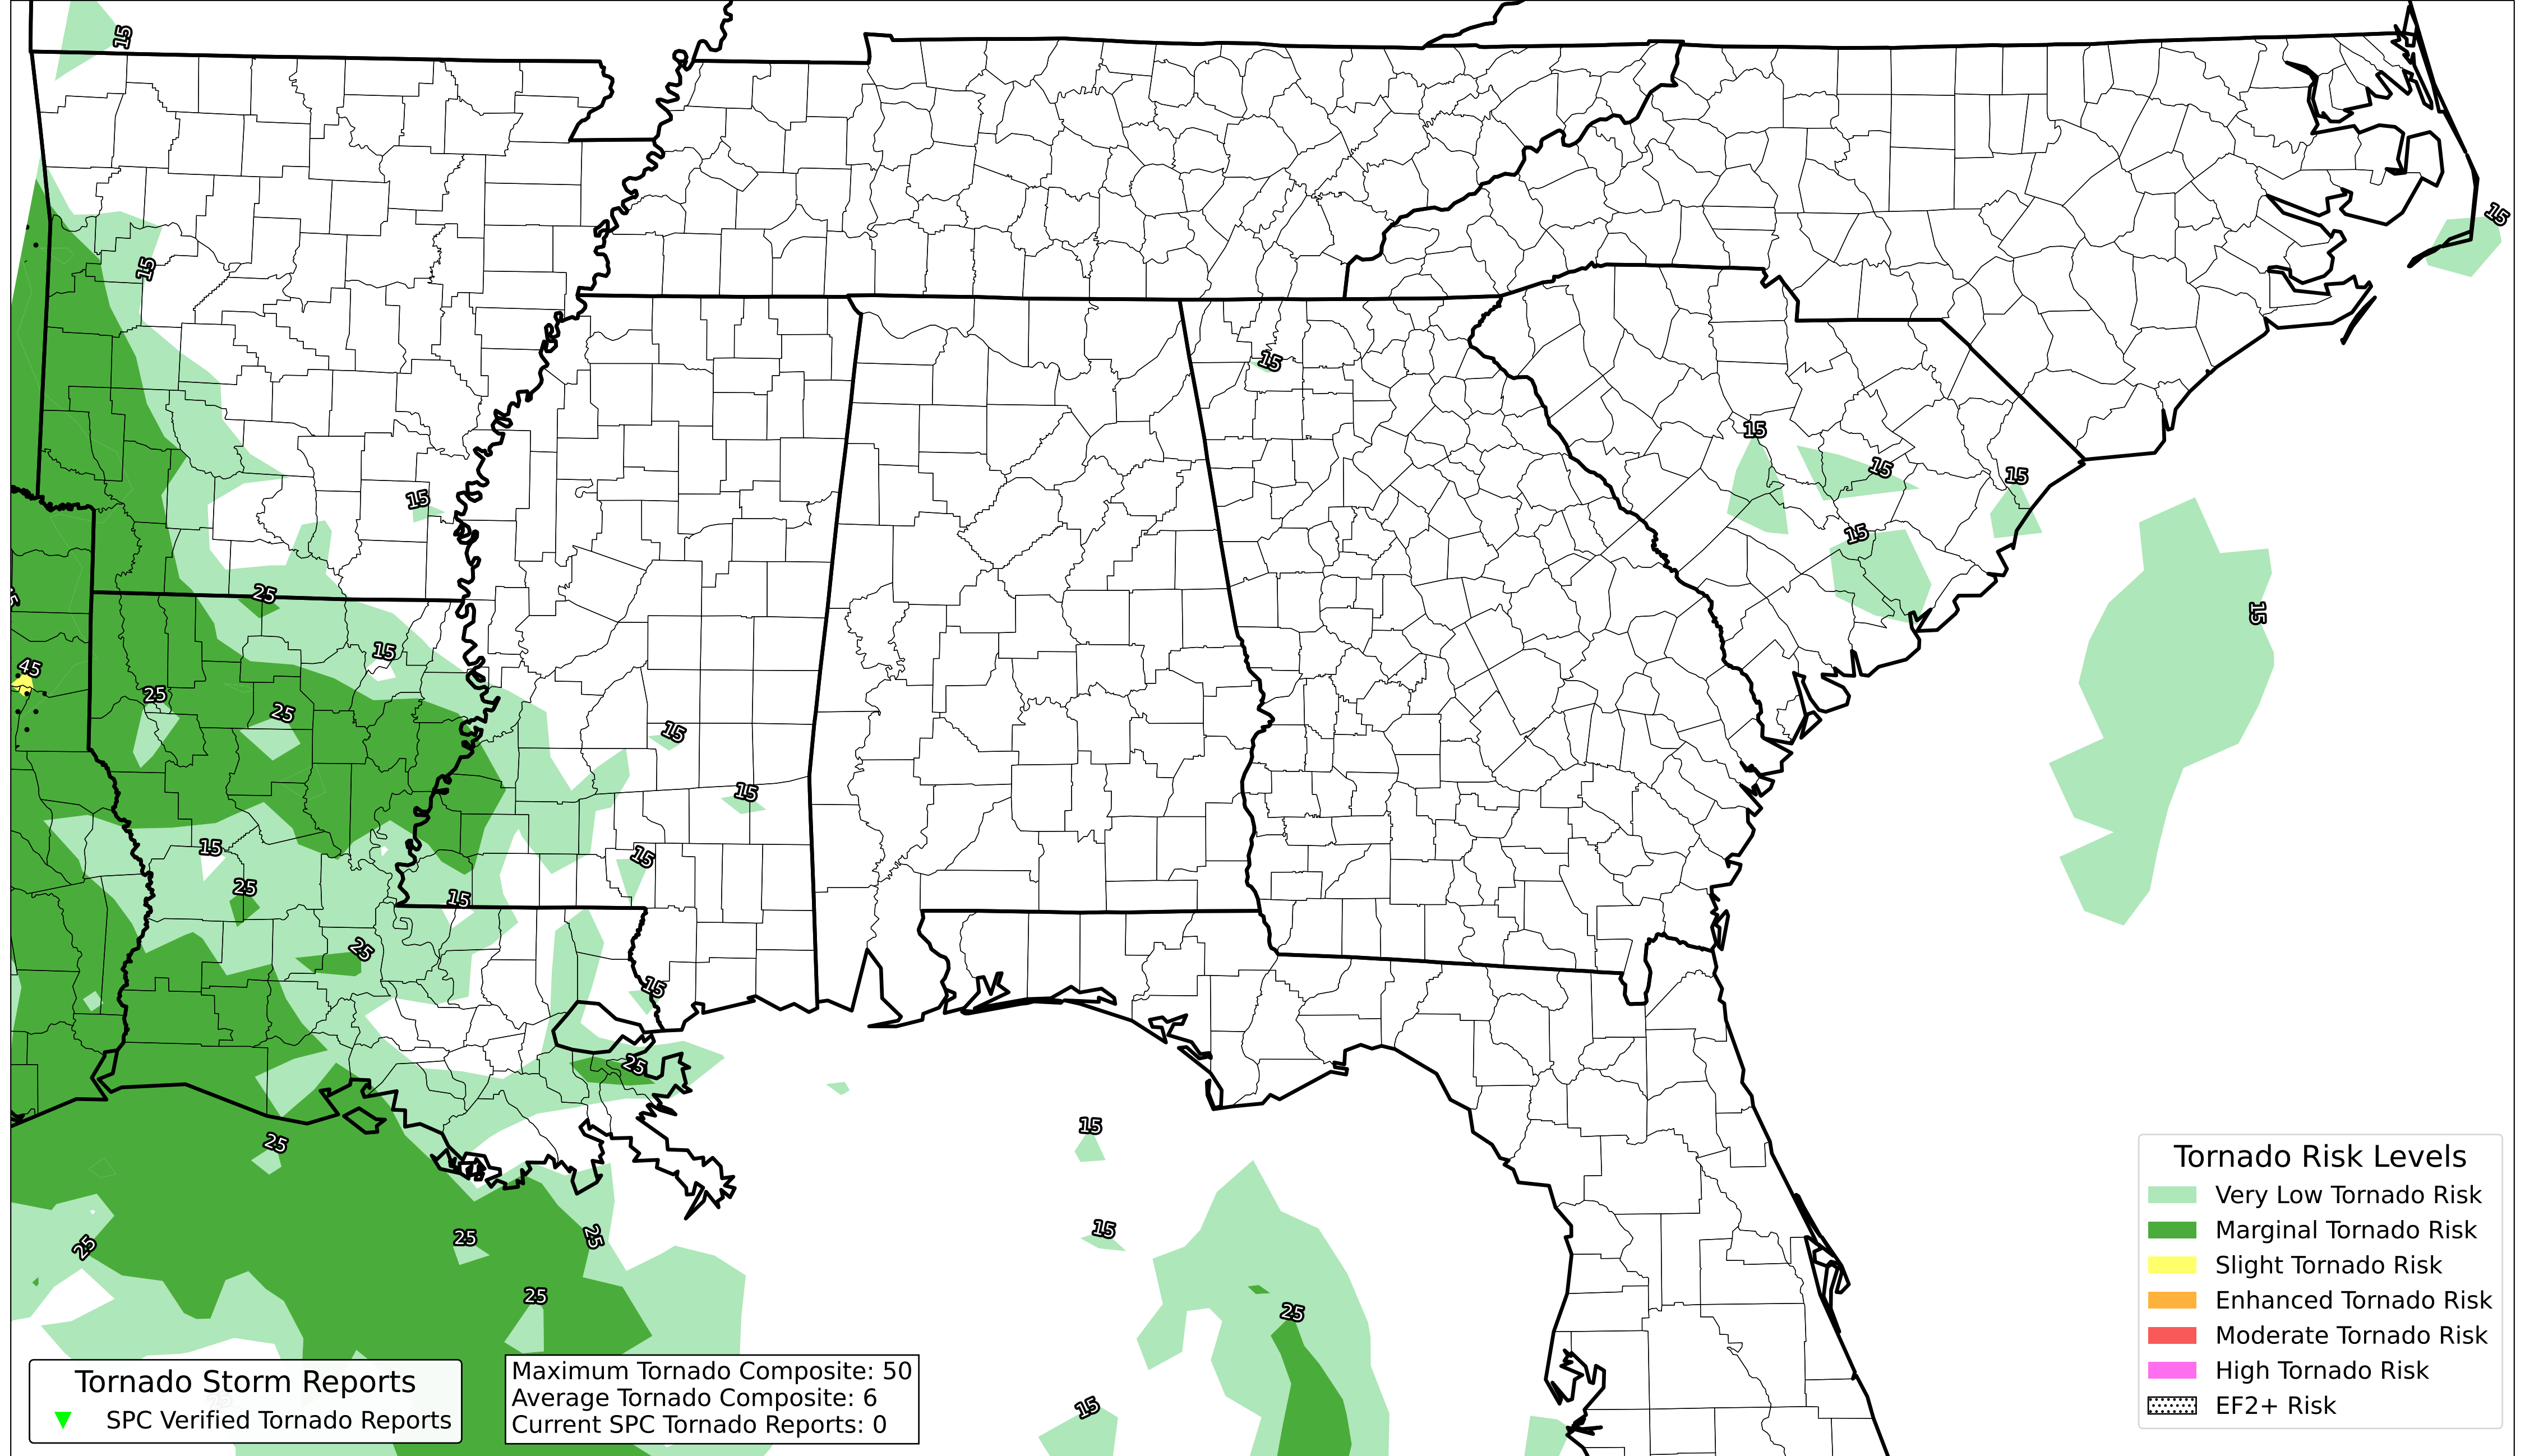 15
15
15
15
15
15
15
15
15
15
25
15
45
25
25
15
15
15
15
25
15
25
15
25
25
15
25
15
25
25
25
25
25
15
Tornado Risk Levels
Very Low Tornado Risk
Marginal Tornado Risk
Slight Tornado Risk
Enhanced Tornado Risk
Moderate Tornado Risk
High Tornado Risk
EF2+ Risk
Tornado Storm Reports
SPC Verified Tornado Reports
Maximum Tornado Composite: 50
Average Tornado Composite: 6
Current SPC Tornado Reports: 0